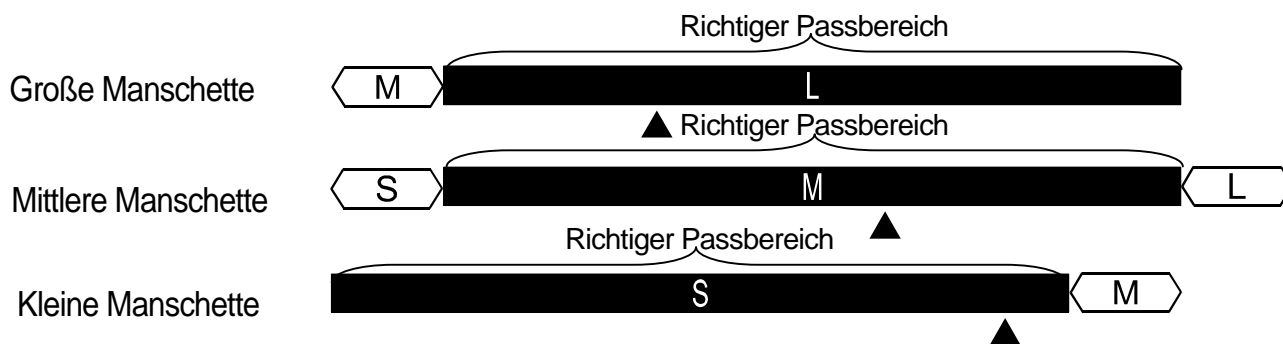 Richtiger Passbereich
Große Manschette M L
Richtiger Passbereich
Mittlere Manschette S M L
Richtiger Passbereich
Kleine Manschette S M